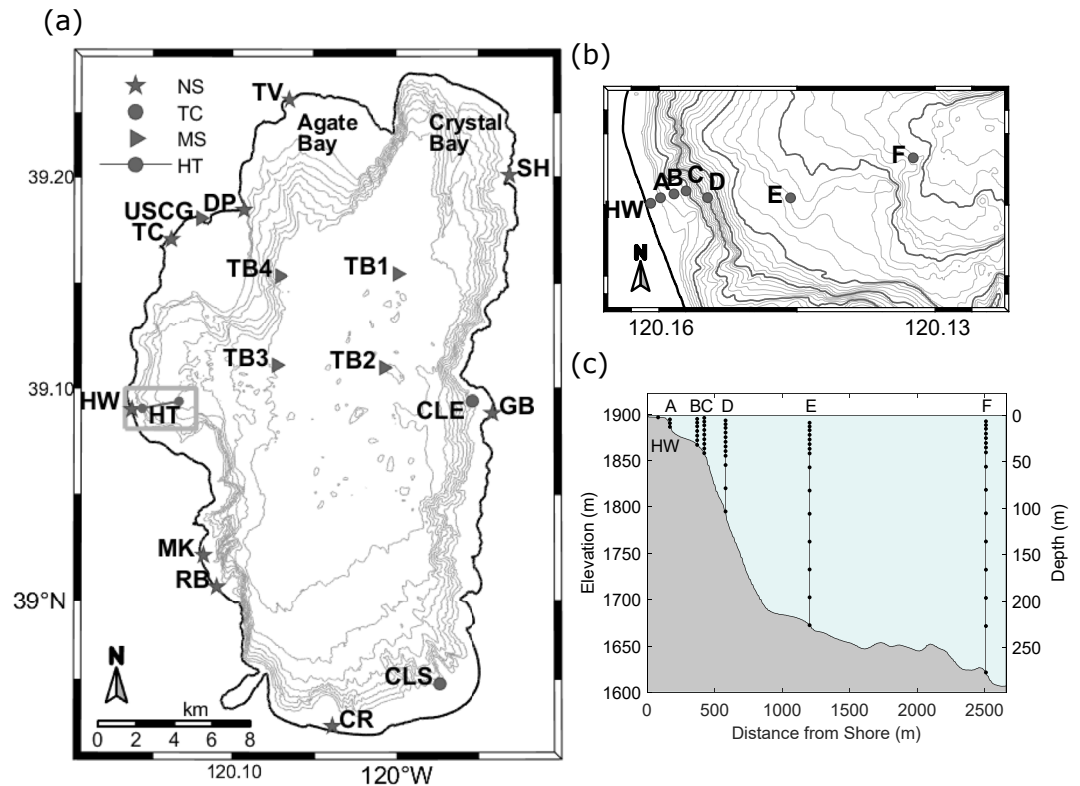 (a)
NS
TC
MS
HT
TV
Agate
Bay
Crystal
Bay
39.20
SH
DP
USCG
TC
TB4
TB1
TB3
TB2
39.10
HW
HT
CLE
GB
MK
RB
39°N
N
CLS
km
0 2 4 6 8
CR
120.10
120°W
(b)
F
A B C D
E
HW
N
120.16
120.13
(c)
A BC D E F
1900
1850
1800
1750
1700
1650
1600
HW
Elevation (m)
0
50
100
150
200
250
Depth (m)
0 500 1000 1500 2000 2500
Distance from Shore (m)